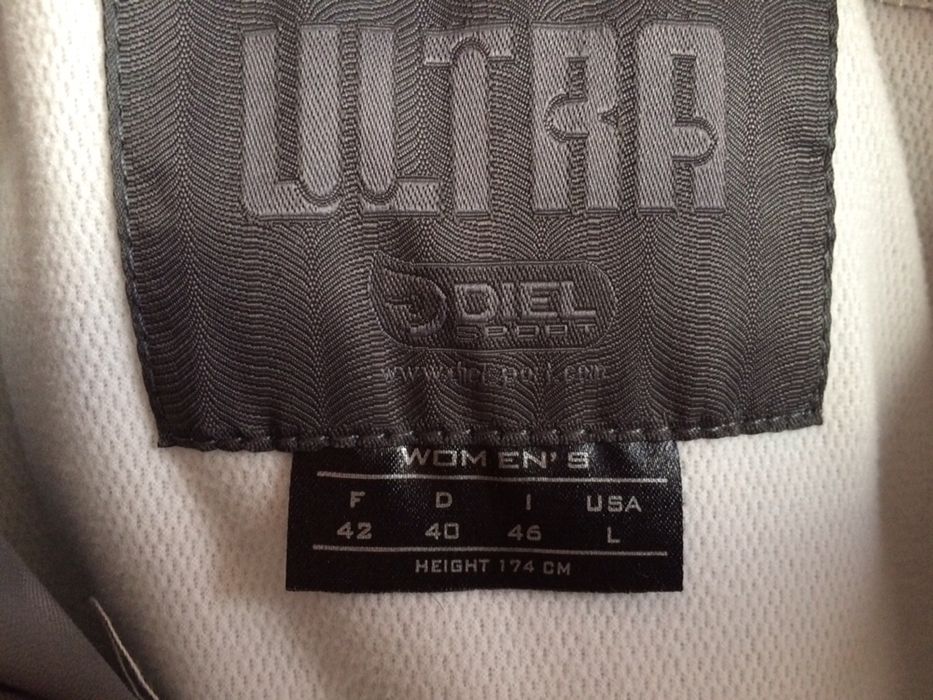 ULTRA
DIEL
SPORT
www.dielsport.com
WOMEN'S
F D I USA
42 40 46 L
HEIGHT 174 CM